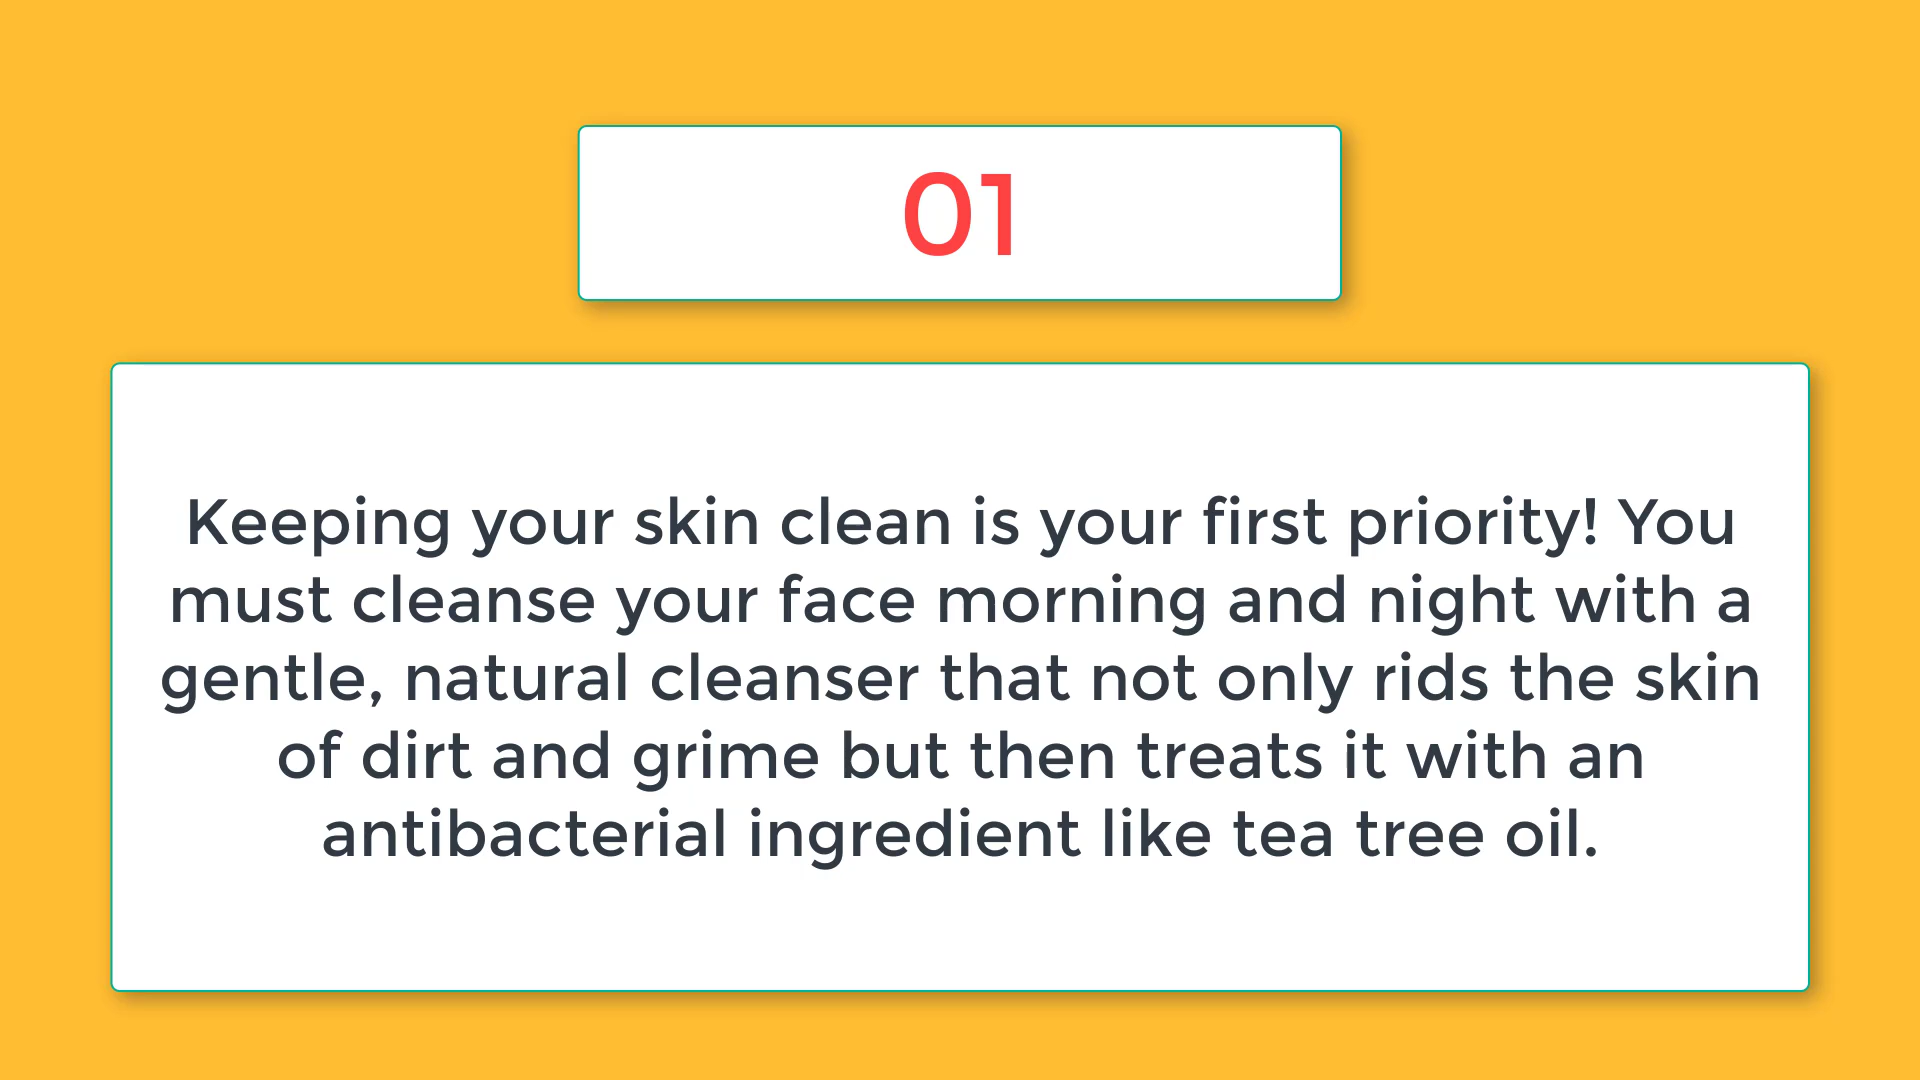 01
Keeping your skin clean is your first priority! You
must cleanse your face morning and night with a
gentle, natural cleanser that not only rids the skin
of dirt and grime but then treats it with an
antibacterial ingredient like tea tree oil.